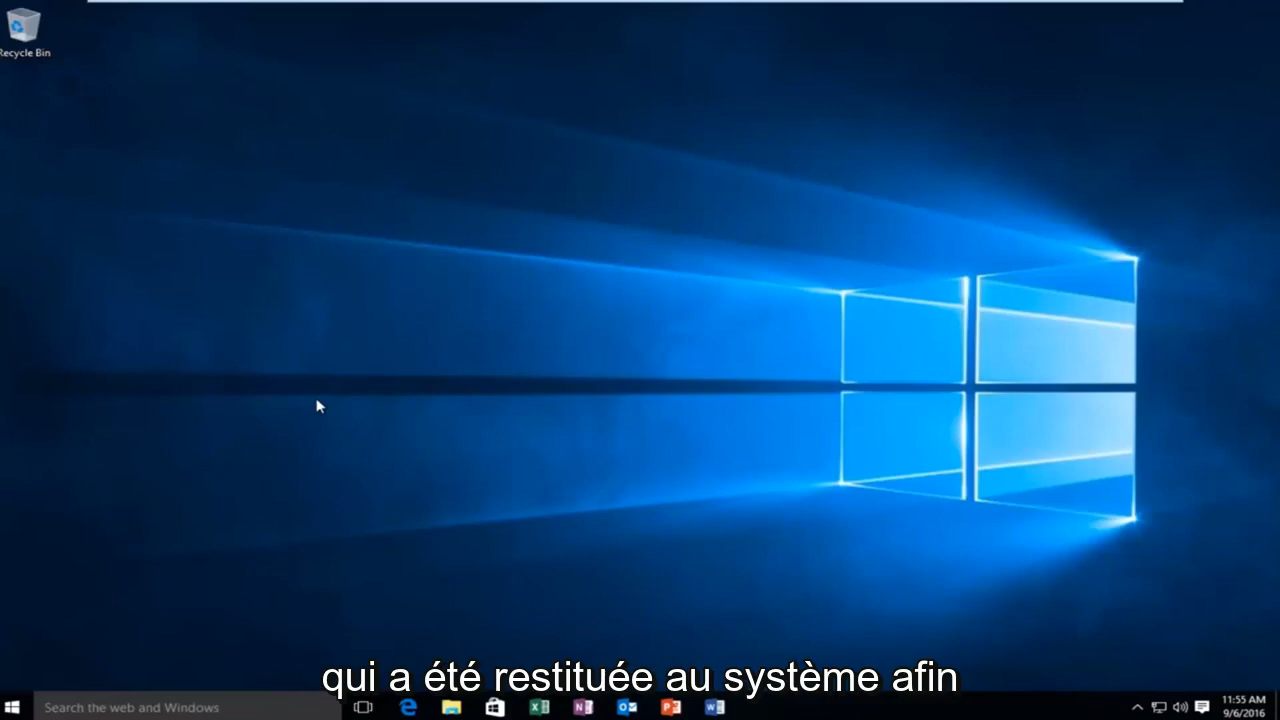 Recycle Bin
qui a été restituée au système afin
Search the web and Windows
11:55 AM
9/6/2016